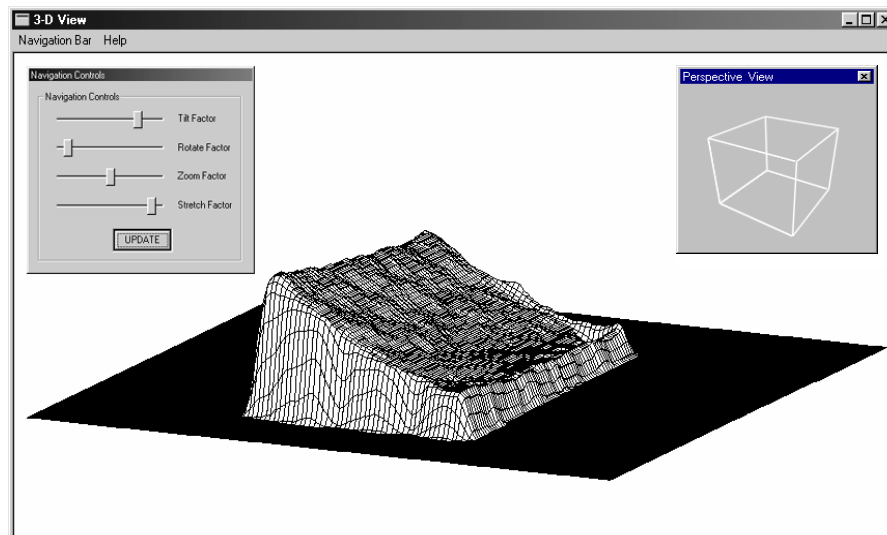 3-D View
Navigation Bar Help
Navigation Controls
Navigation Controls
Tilt Factor
Rotate Factor
Zoom Factor
Stretch Factor
UPDATE
Perspective View